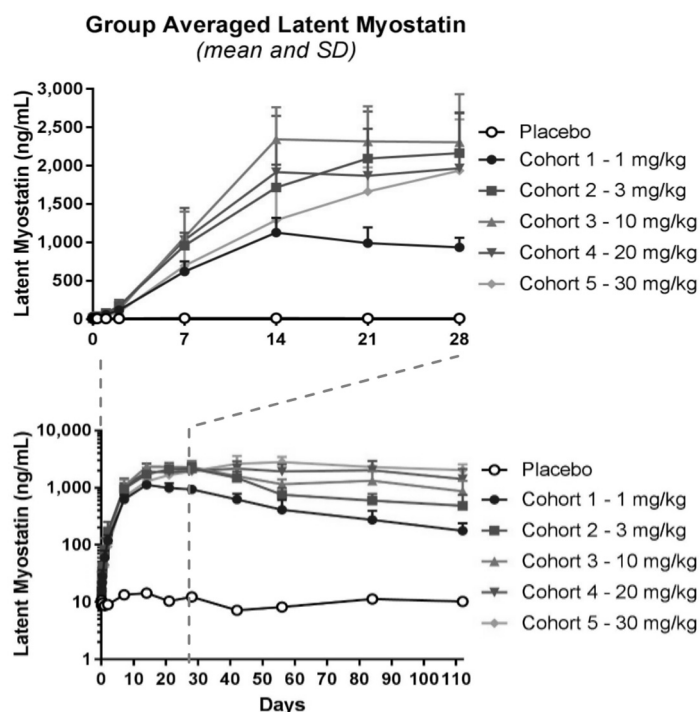 Group Averaged Latent Myostatin
(mean and SD)
Latent Myostatin (ng/mL)
3,000
2,500
2,000
1,500
1,000
500
0
0 7 14 21 28
Placebo
Cohort 1 - 1 mg/kg
Cohort 2 - 3 mg/kg
Cohort 3 - 10 mg/kg
Cohort 4 - 20 mg/kg
Cohort 5 - 30 mg/kg
Latent Myostatin (ng/mL)
10,000
1,000
100
10
1
0 10 20 30 40 50 60 70 80 90 100 110
Days
Placebo
Cohort 1 - 1 mg/kg
Cohort 2 - 3 mg/kg
Cohort 3 - 10 mg/kg
Cohort 4 - 20 mg/kg
Cohort 5 - 30 mg/kg